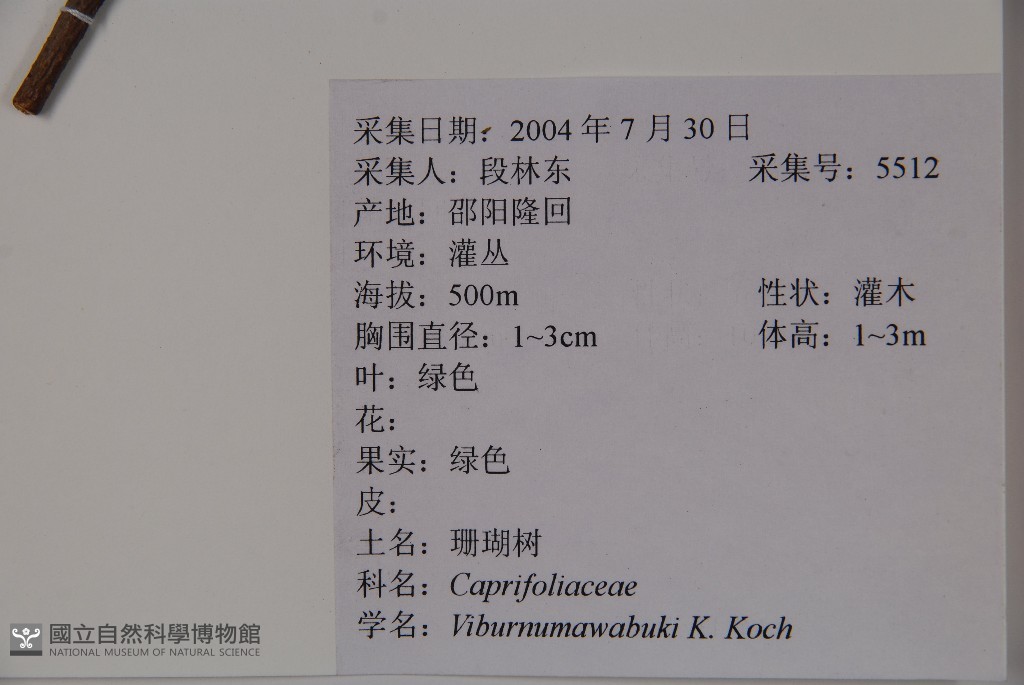 采集日期：2004 年 7 月 30 日
采集人：段林东 采集号：5512
产地：邵阳隆回
环境：灌丛
海拔：500m 性状：灌木
胸围直径：1~3cm 体高：1~3m
叶：绿色
花：
果实：绿色
皮：
土名：珊瑚树
科名：Caprifoliaceae
学名：Viburnumawabuki K. Koch
國立自然科學博物館
NATIONAL MUSEUM OF NATURAL SCIENCE